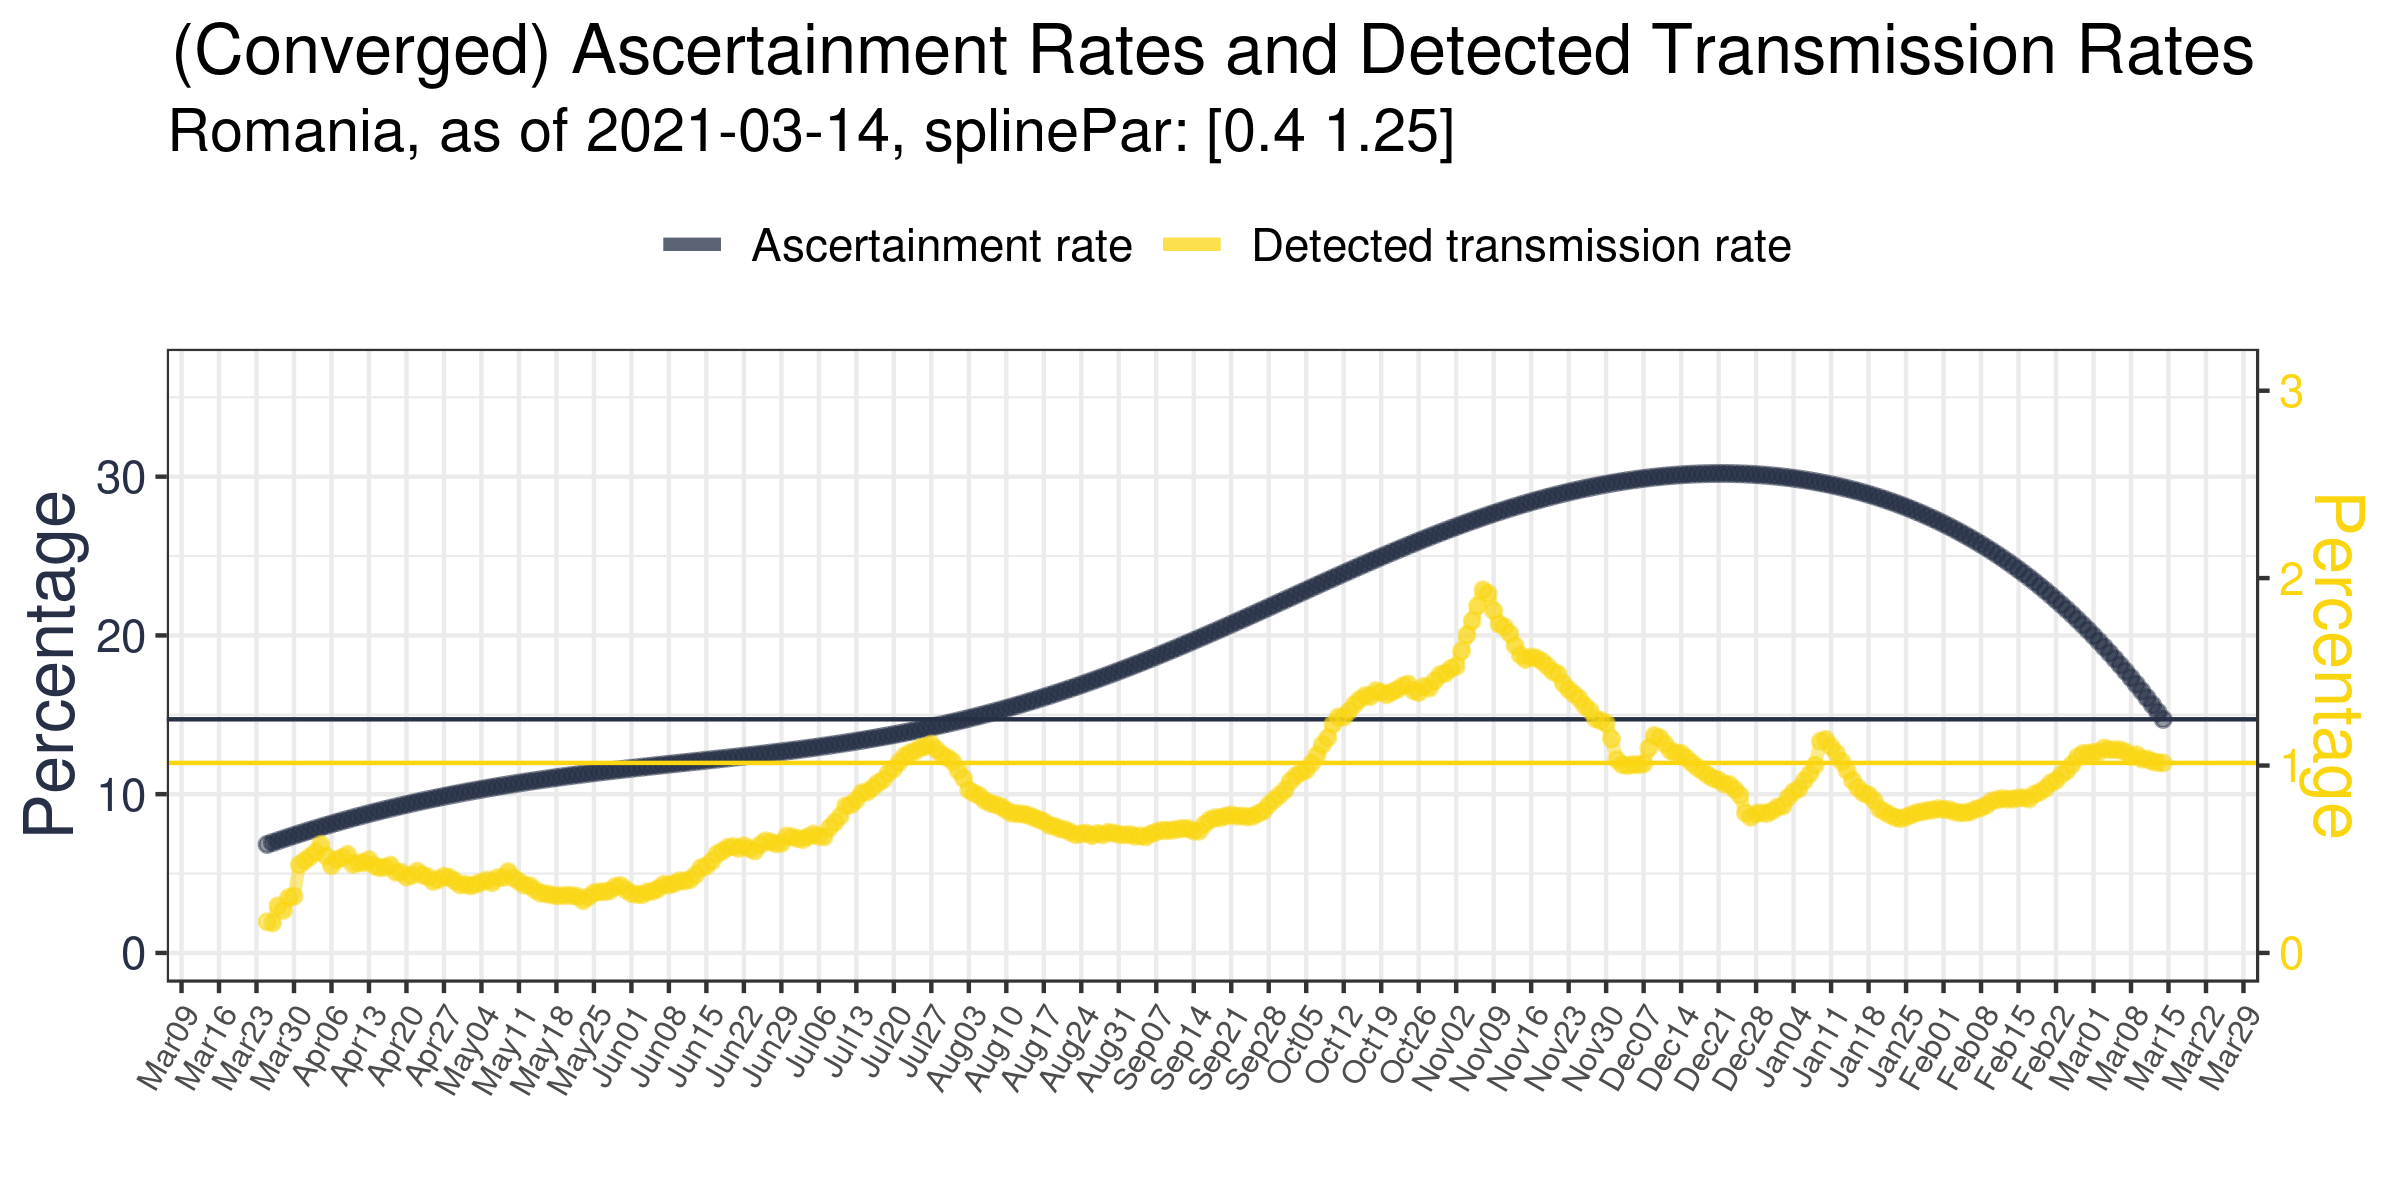 (Converged) Ascertainment Rates and Detected Transmission Rates
Romania, as of 2021-03-14, splinePar: [0.4 1.25]
Ascertainment rate
Detected transmission rate
Percentage
30
20
10
0
3
2
1
0
Percentage
Mar09
Mar16
Mar23
Mar30
Apr06
Apr13
Apr20
Apr27
May04
May11
May18
May25
Jun01
Jun08
Jun15
Jun22
Jun29
Jul06
Jul13
Jul20
Jul27
Aug03
Aug10
Aug17
Aug24
Aug31
Sep07
Sep14
Sep21
Sep28
Oct05
Oct12
Oct19
Oct26
Nov02
Nov09
Nov16
Nov23
Nov30
Dec07
Dec14
Dec21
Dec28
Jan04
Jan11
Jan18
Jan25
Feb01
Feb08
Feb15
Feb22
Mar01
Mar08
Mar15
Mar22
Mar29